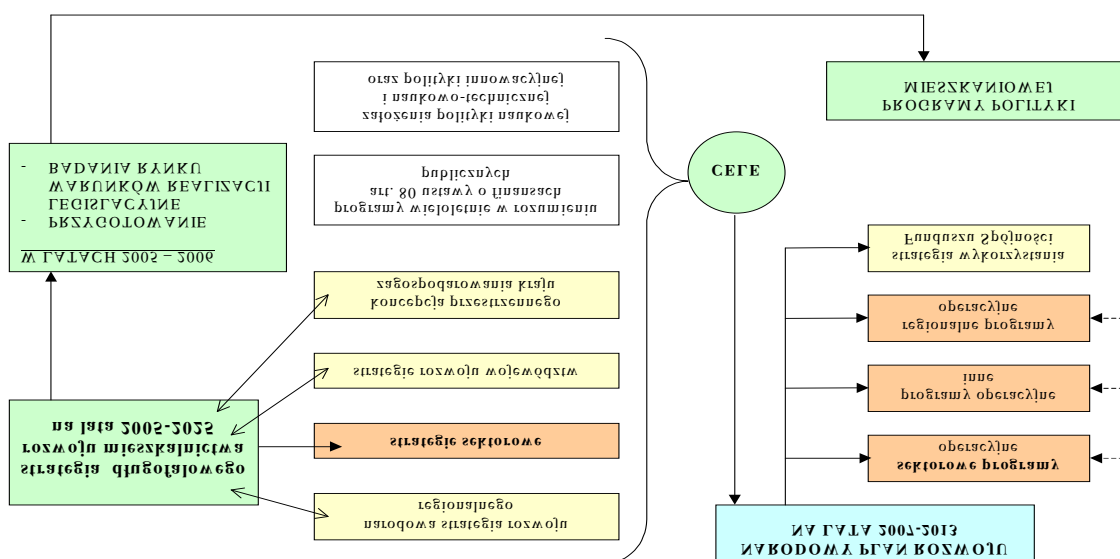 NARODOWY PLAN ROZWOJU
NA LATA 2007-2013
narodowa strategia rozwoju
regionalnego
strategia długofalowego
rozwoju mieszkalnictwa
na lata 2005-2025
strategie sektorowe
sektorowe programy
operacyjne
strategie rozwoju województw
programy operacyjne
inne
koncepcja przestrzennego
zagospodarowania kraju
regionalne programy
operacyjne
W LATACH 2005 – 2006
- PRZYGOTOWANIE
LEGISLACYJNE
WARUNKÓW REALIZACJI
- BADANIA RYNKU
strategia wykorzystania
Funduszu Spójności
programy wieloletnie w rozumieniu
art. 80 ustawy o finansach
publicznych
CELE
założenia polityki naukowej
i naukowo-technicznej
oraz polityki innowacyjnej
PROGRAMY POLITYKI
MIESZKANIOWEJ